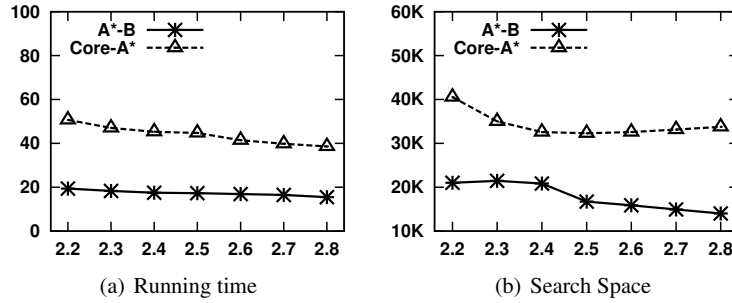 100
80
60
40
20
0
A*-B
Core-A*
2.2 2.3 2.4 2.5 2.6 2.7 2.8
(a) Running time
60K
50K
40K
30K
20K
10K
A*-B
Core-A*
2.2 2.3 2.4 2.5 2.6 2.7 2.8
(b) Search Space